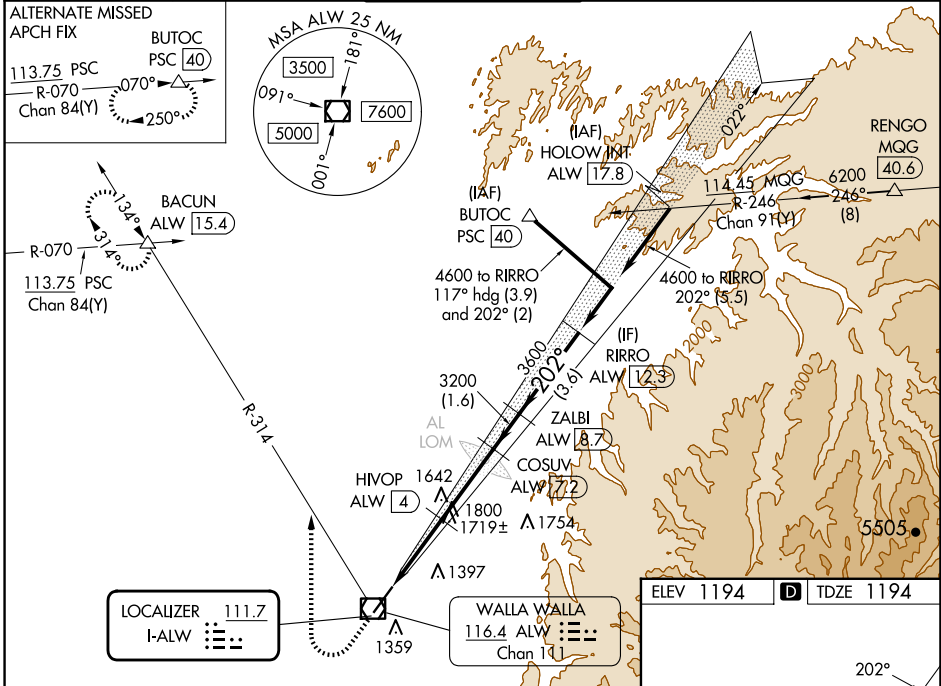 ALTERNATE MISSED
APCH FIX
BUTOC
PSC 40
113.75 PSC
R-070
Chan 84(Y)
070°
250°
MSA ALW 25 NM
181°
3500
091°
7600
5000
001°
022°
(IAF)
HOLOW INT
ALW 17.8
RENGO
MQG
40.6
114.45 MQG
R-246
Chan 91(Y)
6200
246°
(8)
134°
314°
BACUN
ALW 15.4
R-070
113.75 PSC
Chan 84(Y)
(IAF)
BUTOC
PSC 40
4600 to RIRRO
117° hdg (3.9)
and 202° (2)
4600 to RIRRO
202° (5.5)
2000
3000
(IF)
RIRRO
ALW 12.3
3600
202°
(3.6)
3200
(1.6)
ZALBI
ALW 8.7
AL
LOM
COSUV
ALW 7.2
R-314
HIVOP
ALW 4
1642
1800
1719±
1754
5505
1397
LOCALIZER 111.7
I-ALW
1359
WALLA WALLA
116.4 ALW
Chan 111
ELEV 1194
D
TDZE 1194
202°